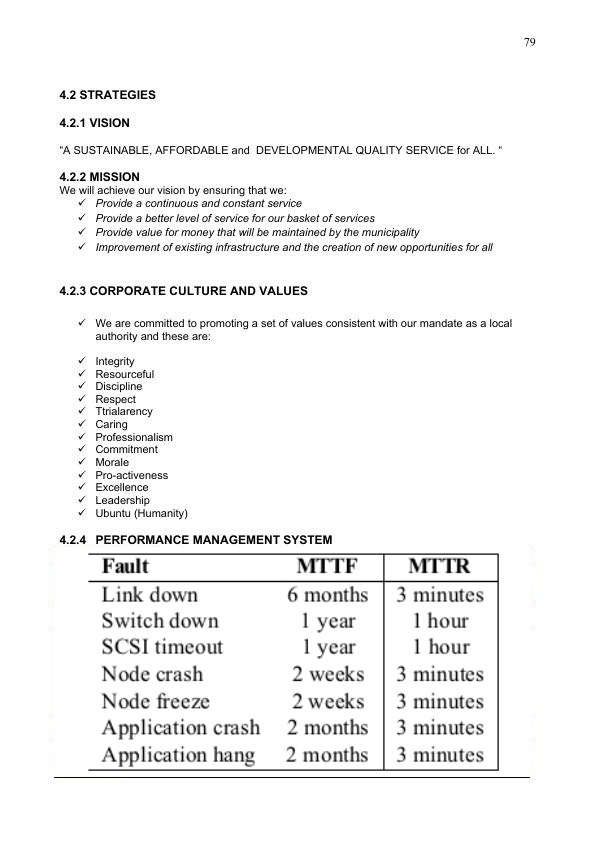 79
4.2 STRATEGIES
4.2.1 VISION
“A SUSTAINABLE, AFFORDABLE and DEVELOPMENTAL QUALITY SERVICE for ALL. “
4.2.2 MISSION
We will achieve our vision by ensuring that we:
✓ Provide a continuous and constant service
✓ Provide a better level of service for our basket of services
✓ Provide value for money that will be maintained by the municipality
✓ Improvement of existing infrastructure and the creation of new opportunities for all
4.2.3 CORPORATE CULTURE AND VALUES
✓ We are committed to promoting a set of values consistent with our mandate as a local
authority and these are:
✓ Integrity
✓ Resourceful
✓ Discipline
✓ Respect
✓ Ttrialarency
✓ Caring
✓ Professionalism
✓ Commitment
✓ Morale
✓ Pro-activeness
✓ Excellence
✓ Leadership
✓ Ubuntu (Humanity)
4.2.4 PERFORMANCE MANAGEMENT SYSTEM
Fault MTTF MTTR
Link down 6 months 3 minutes
Switch down 1 year 1 hour
SCSI timeout 1 year 1 hour
Node crash 2 weeks 3 minutes
Node freeze 2 weeks 3 minutes
Application crash 2 months 3 minutes
Application hang 2 months 3 minutes